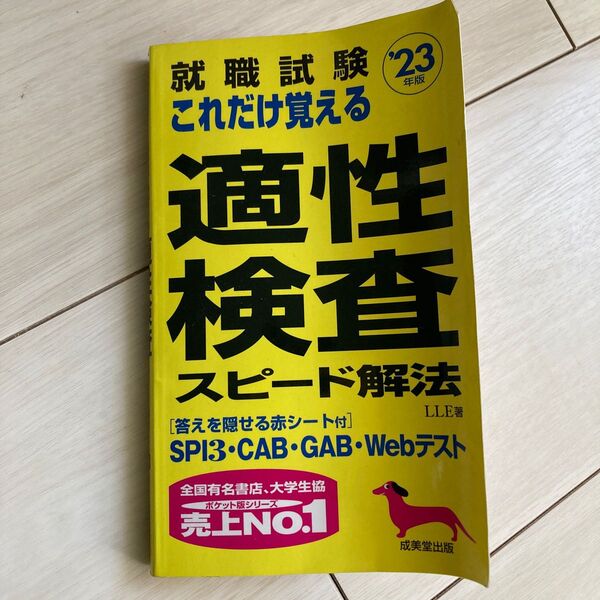 就職試験
'23
年版
これだけ覚える
適性
検査
スピード解法
LLE著
[答えを隠せる赤シート付]
SPI3・CAB・GAB・Webテスト
全国有名書店、大学生協
ポケット版シリーズ
売上NO.1
成美堂出版